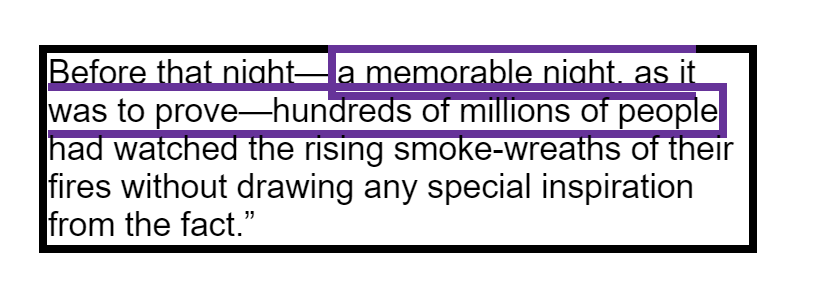 Before that night—a memorable night, as it
was to prove—hundreds of millions of people
had watched the rising smoke-wreaths of their
fires without drawing any special inspiration
from the fact.”